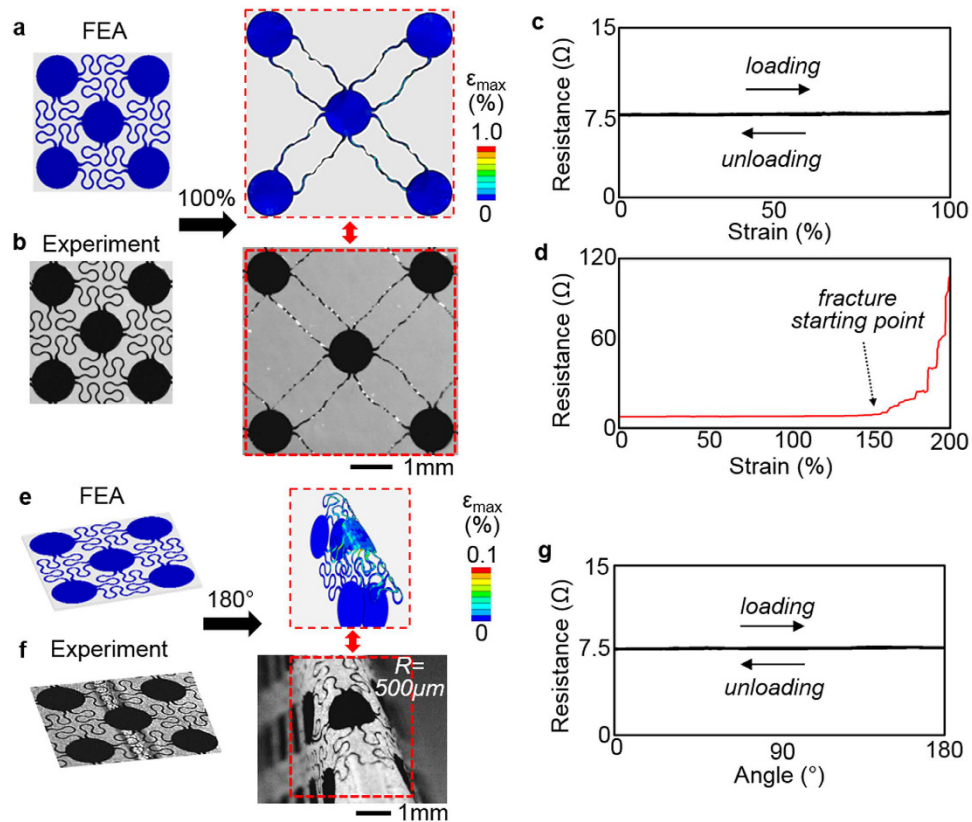 a
FEA
100%
εmax
(%)
1.0
0
b
Experiment
1mm
c
Resistance (Ω)
15
7.5
0
loading
unloading
0
50
100
Strain (%)
d
Resistance (Ω)
120
60
0
fracture
starting point
0
50
100
150
200
Strain (%)
e
FEA
180°
εmax
(%)
0.1
0
f
Experiment
R=
500μm
1mm
g
Resistance (Ω)
15
7.5
0
loading
unloading
0
90
180
Angle (°)